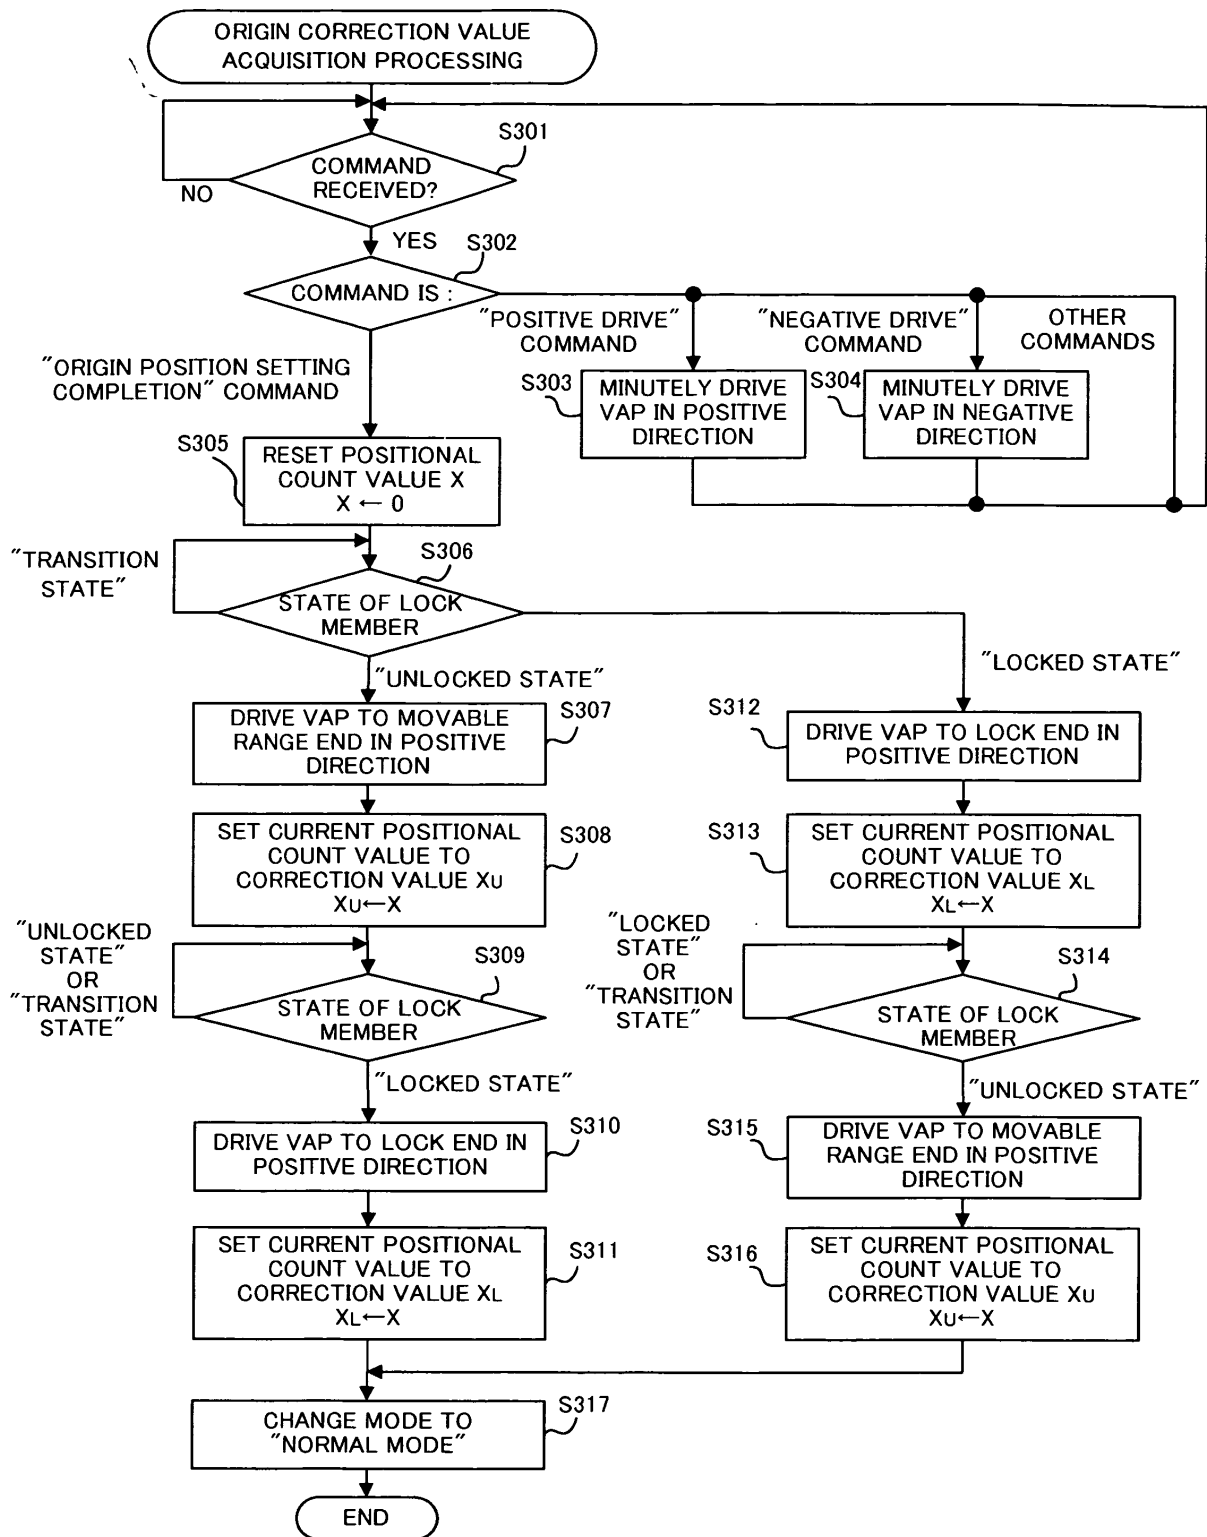 ORIGIN CORRECTION VALUE
ACQUISITION PROCESSING
S301
COMMAND
RECEIVED?
NO
YES
S302
COMMAND IS :
"POSITIVE DRIVE"
COMMAND
"NEGATIVE DRIVE"
COMMAND
OTHER
COMMANDS
"ORIGIN POSITION SETTING
COMPLETION" COMMAND
S303
MINUTELY DRIVE
VAP IN POSITIVE
DIRECTION
S304
MINUTELY DRIVE
VAP IN NEGATIVE
DIRECTION
S305
RESET POSITIONAL
COUNT VALUE X
X ← 0
"TRANSITION
STATE"
S306
STATE OF LOCK
MEMBER
"UNLOCKED STATE"
"LOCKED STATE"
S307
DRIVE VAP TO MOVABLE
RANGE END IN POSITIVE
DIRECTION
S312
DRIVE VAP TO LOCK END IN
POSITIVE DIRECTION
S308
SET CURRENT POSITIONAL
COUNT VALUE TO
CORRECTION VALUE XU
XU←X
S313
SET CURRENT POSITIONAL
COUNT VALUE TO
CORRECTION VALUE XL
XL←X
"UNLOCKED
STATE"
OR
"TRANSITION
STATE"
S309
STATE OF LOCK
MEMBER
"LOCKED
STATE"
OR
"TRANSITION
STATE"
S314
STATE OF LOCK
MEMBER
"LOCKED STATE"
"UNLOCKED STATE"
S310
DRIVE VAP TO LOCK END IN
POSITIVE DIRECTION
S315
DRIVE VAP TO MOVABLE
RANGE END IN POSITIVE
DIRECTION
S311
SET CURRENT POSITIONAL
COUNT VALUE TO
CORRECTION VALUE XL
XL←X
S316
SET CURRENT POSITIONAL
COUNT VALUE TO
CORRECTION VALUE XU
XU←X
S317
CHANGE MODE TO
"NORMAL MODE"
END